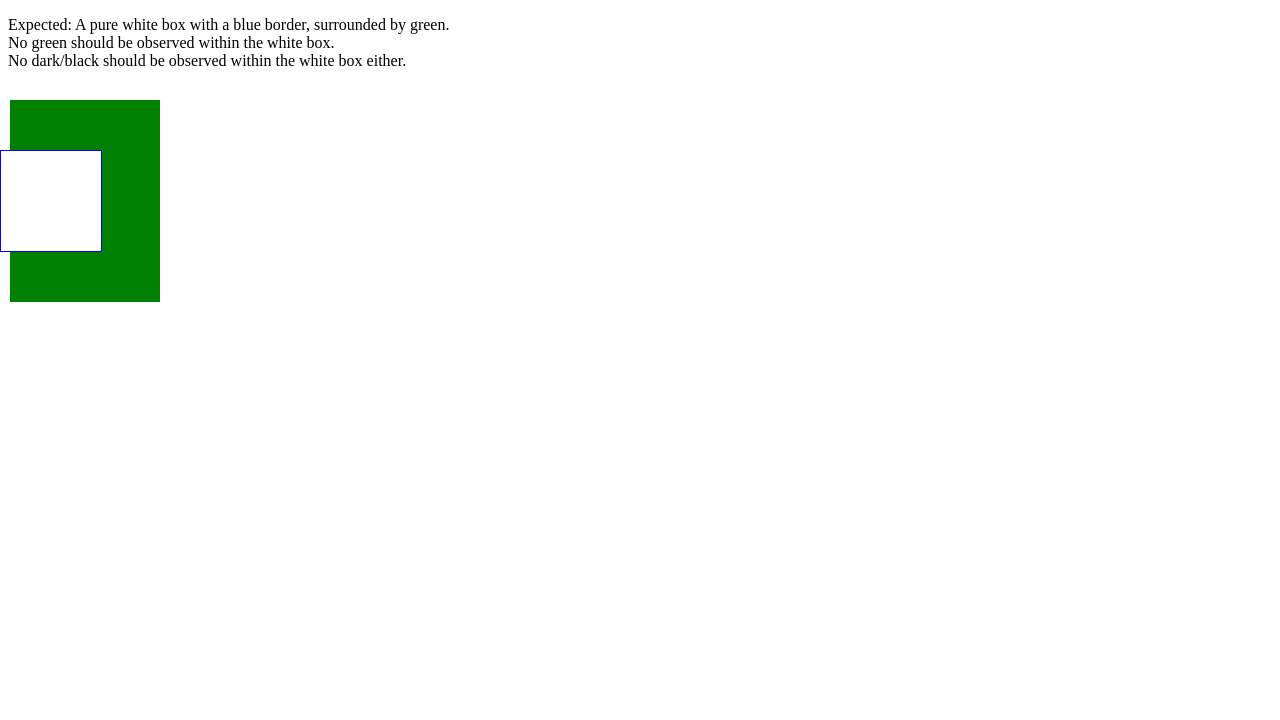 Expected: A pure white box with a blue border, surrounded by green.
No green should be observed within the white box.
No dark/black should be observed within the white box either.